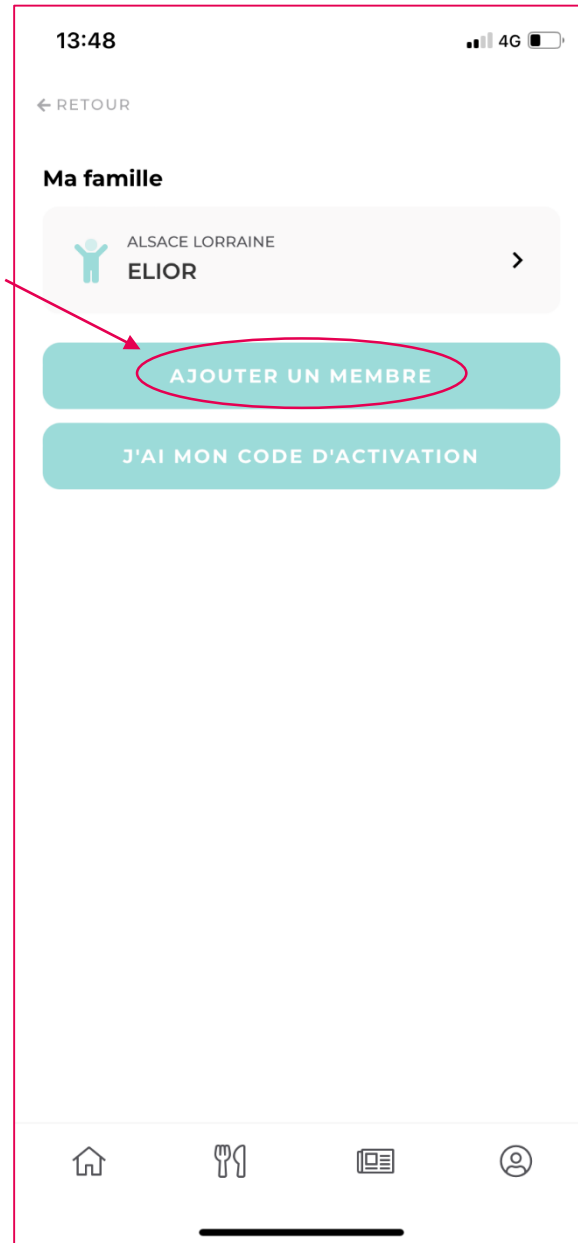 13:48
4G
RETOUR
Ma famille
ALSACE LORRAINE
ELIOR
AJOUTER UN MEMBRE
J'AI MON CODE D'ACTIVATION